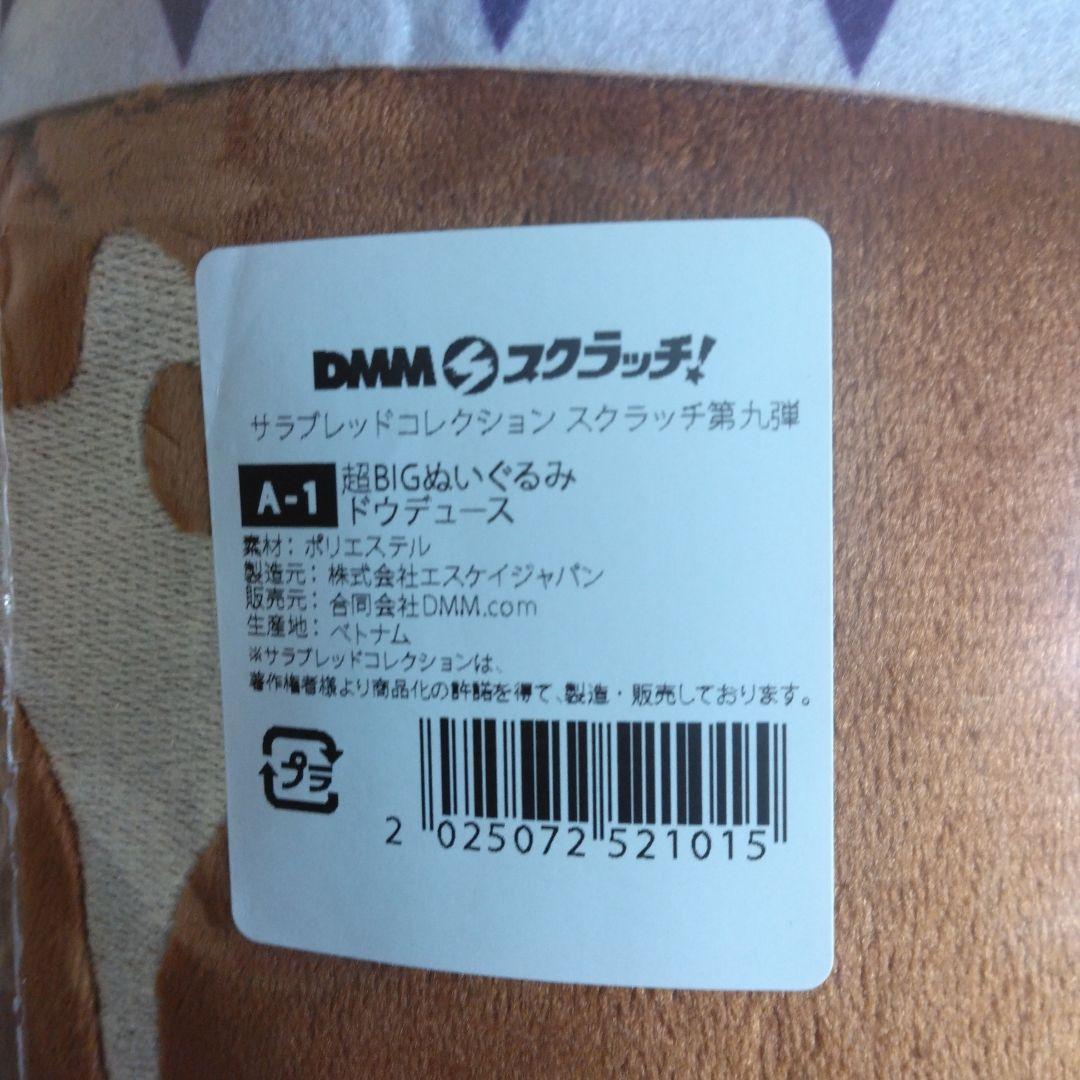 DMM スクラッチ!
サラブレッドコレクション スクラッチ第九弾
A-1 超BIGぬいぐるみ
ドウデュース
素材：ポリエステル
製造元：株式会社エスケイジャパン
販売元：合同会社DMM.com
生産地：ベトナム
※サラブレッドコレクションは、
著作権者様より商品化の許諾を得て、製造・販売しております。
プラ
2 025072 521015